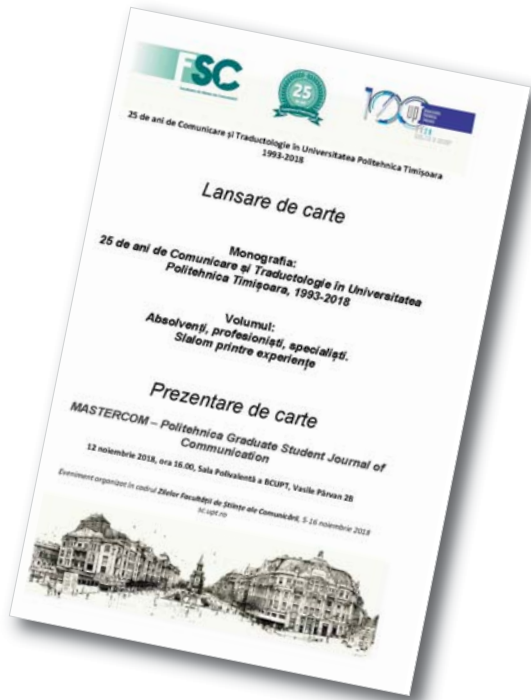 FSC
25
100
25 de ani de Comunicare și Traductologie în Universitatea Politehnica Timișoara
1993-2018
Lansare de carte
Monografia:
25 de ani de Comunicare și Traductologie în Universitatea
Politehnica Timișoara, 1993-2018
Volumul:
Absolvenți, profesioniști, specialiști.
Slalom printre experiențe
Prezentare de carte
MASTERCOM – Politehnica Graduate Student Journal of
Communication
12 noiembrie 2018, ora 16.00, Sala Polivalentă a BCUPT, Vasile Pârvan 2B
Eveniment organizat în cadrul Zilelor Facultății de Științe ale Comunicării, 5-16 noiembrie 2018
sc.upt.ro